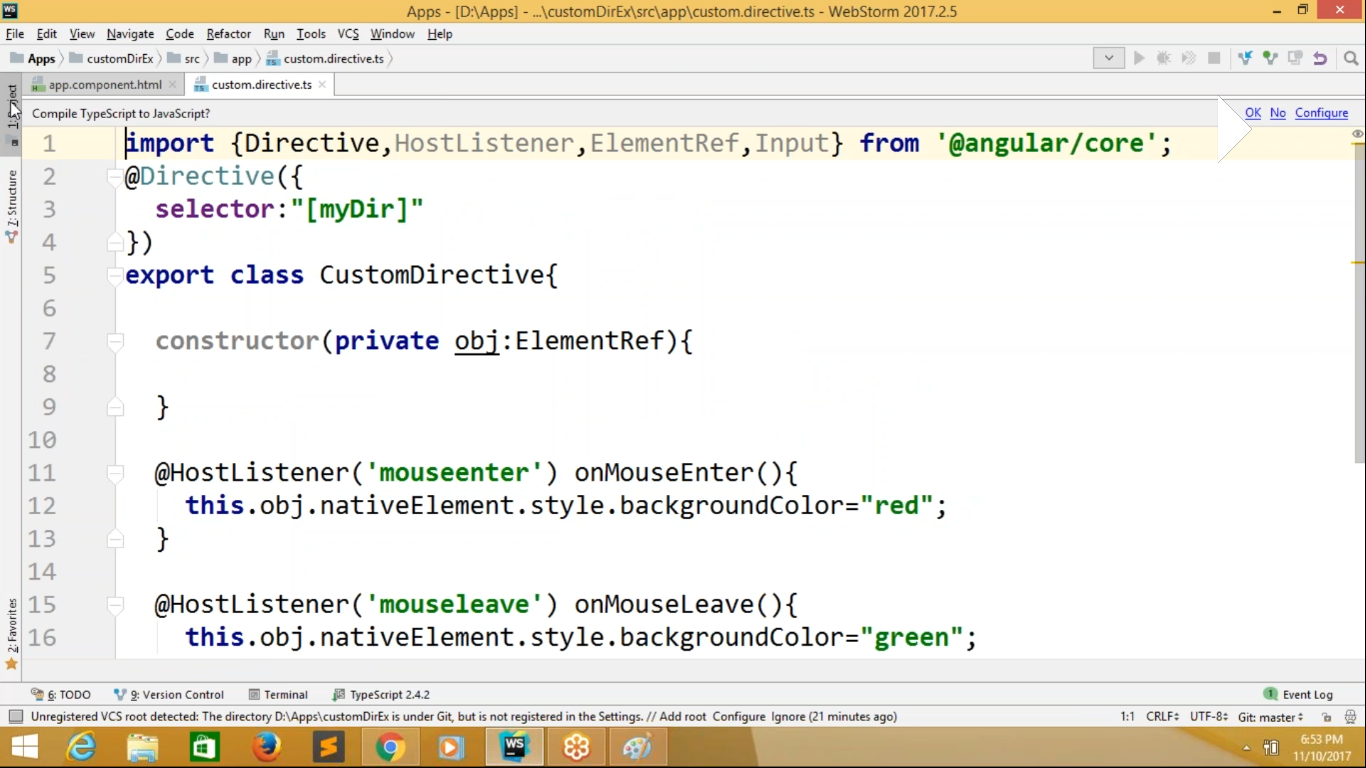 WS
Apps - [D:\Apps] - ...\customDirEx\src\app\custom.directive.ts - WebStorm 2017.2.5
File Edit View Navigate Code Refactor Run Tools VCS Window Help
Apps customDirEx src app custom.directive.ts
app.component.html custom.directive.ts
Compile TypeScript to JavaScript? OK No Configure
7: Structure
2: Favorites
1 import {Directive,HostListener,ElementRef,Input} from '@angular/core';
2 @Directive({
3 selector:"[myDir]"
4 })
5 export class CustomDirective{
6
7 constructor(private obj:ElementRef){
8
9 }
10
11 @HostListener('mouseenter') onMouseEnter(){
12 this.obj.nativeElement.style.backgroundColor="red";
13 }
14
15 @HostListener('mouseleave') onMouseLeave(){
16 this.obj.nativeElement.style.backgroundColor="green";
6: TODO 9: Version Control Terminal TypeScript 2.4.2 1 Event Log
Unregistered VCS root detected: The directory D:\Apps\customDirEx is under Git, but is not registered in the Settings. // Add root Configure Ignore (21 minutes ago) 1:1 CRLF UTF-8 Git: master
WS
6:53 PM
11/10/2017